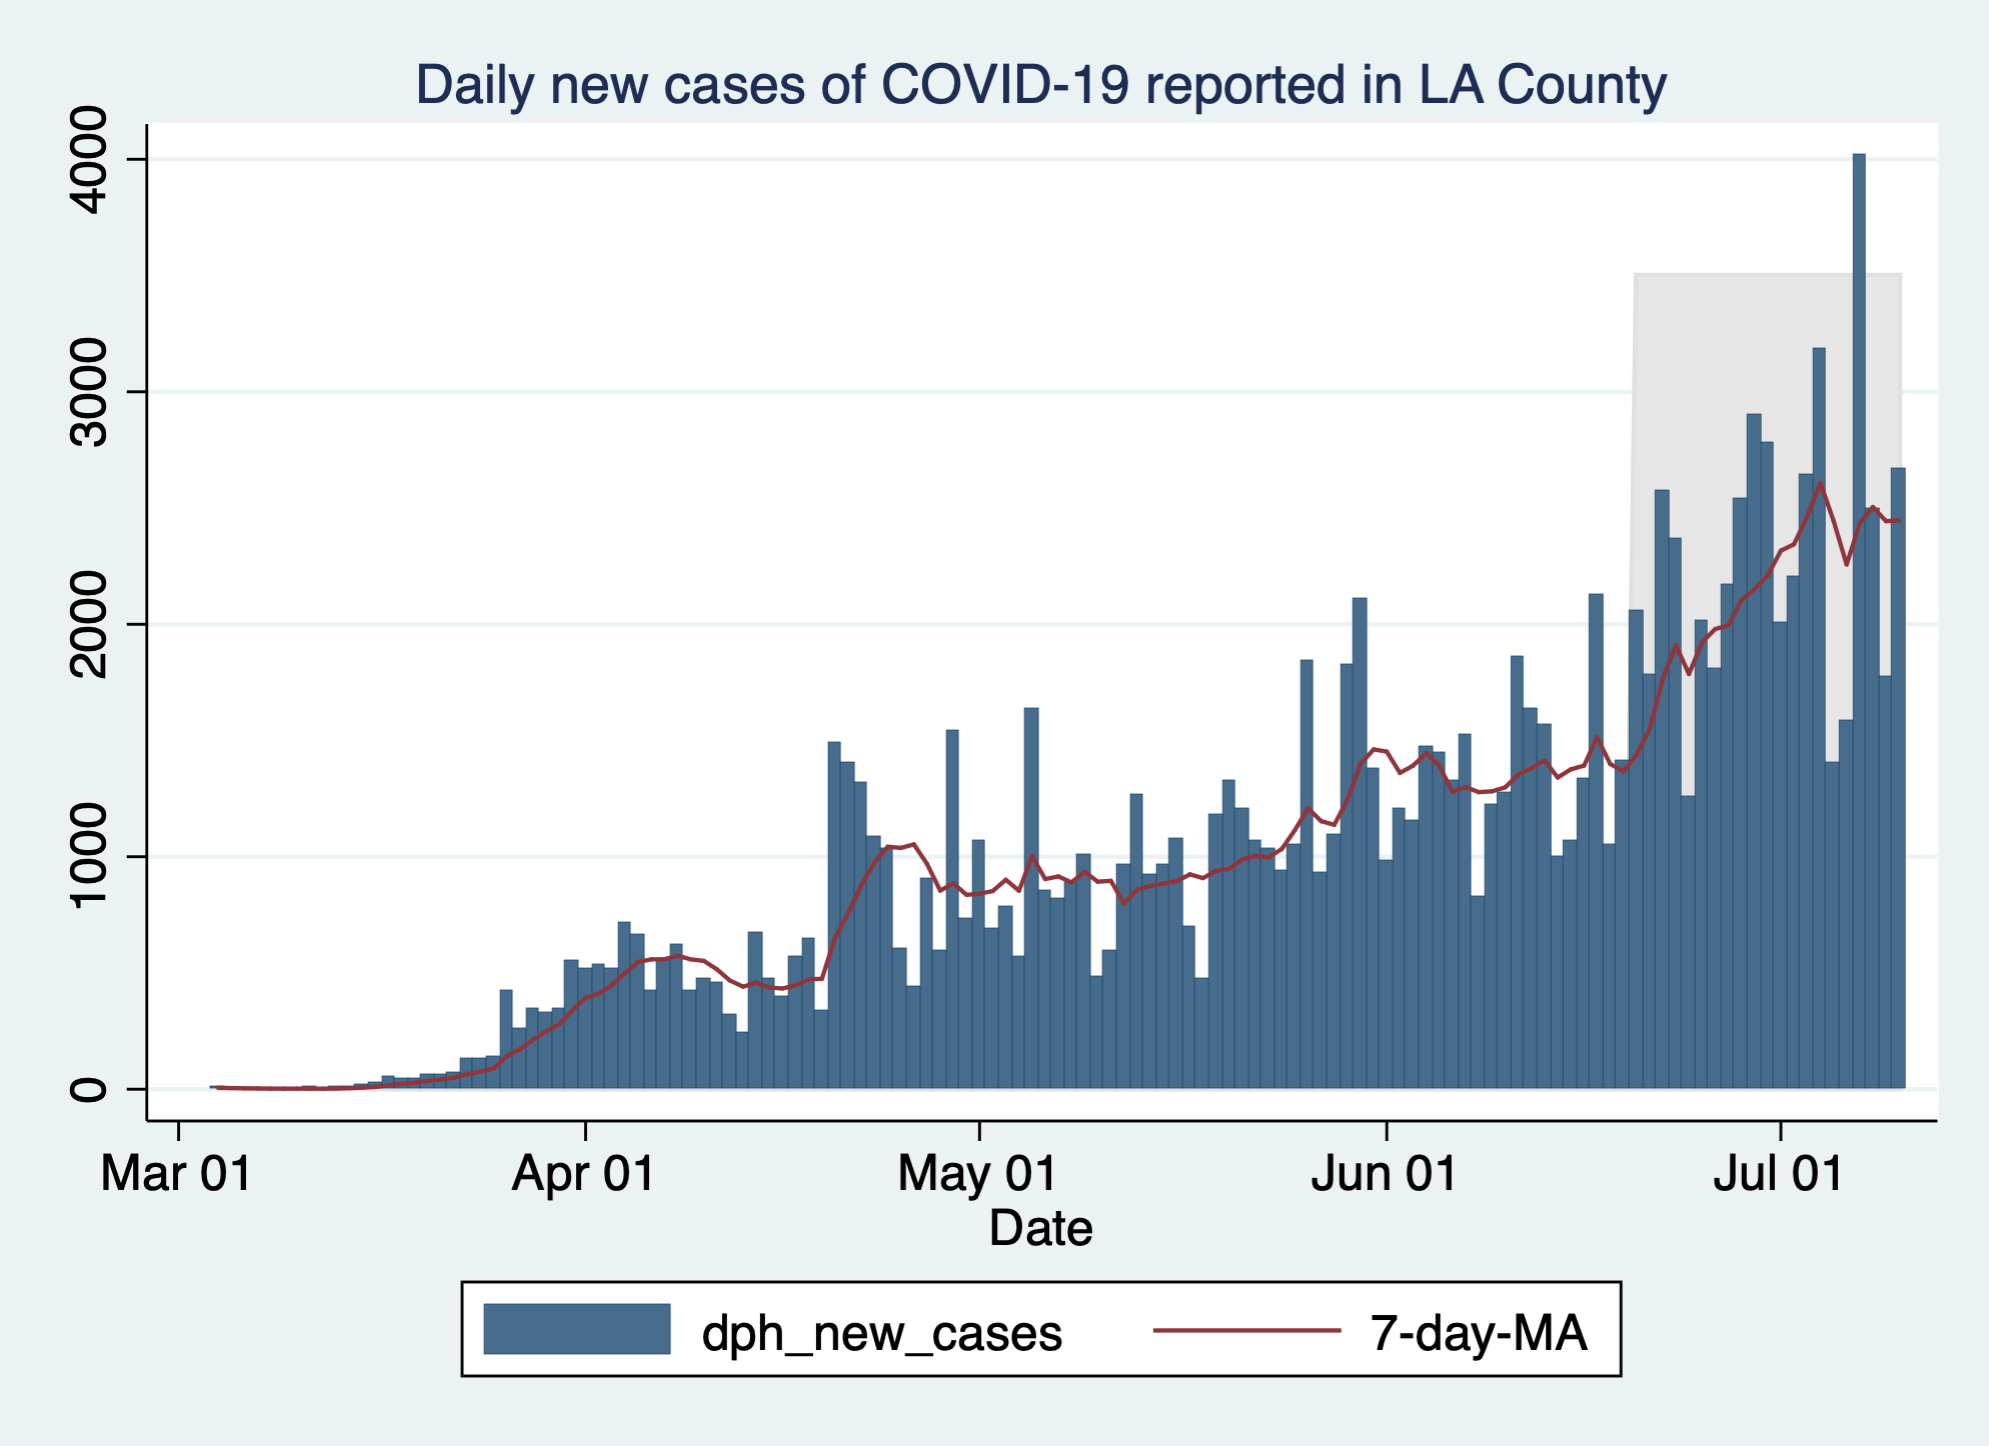 Daily new cases of COVID-19 reported in LA County
4000
3000
2000
1000
0
Mar 01 Apr 01 May 01 Jun 01 Jul 01
Date
dph_new_cases 7-day-MA